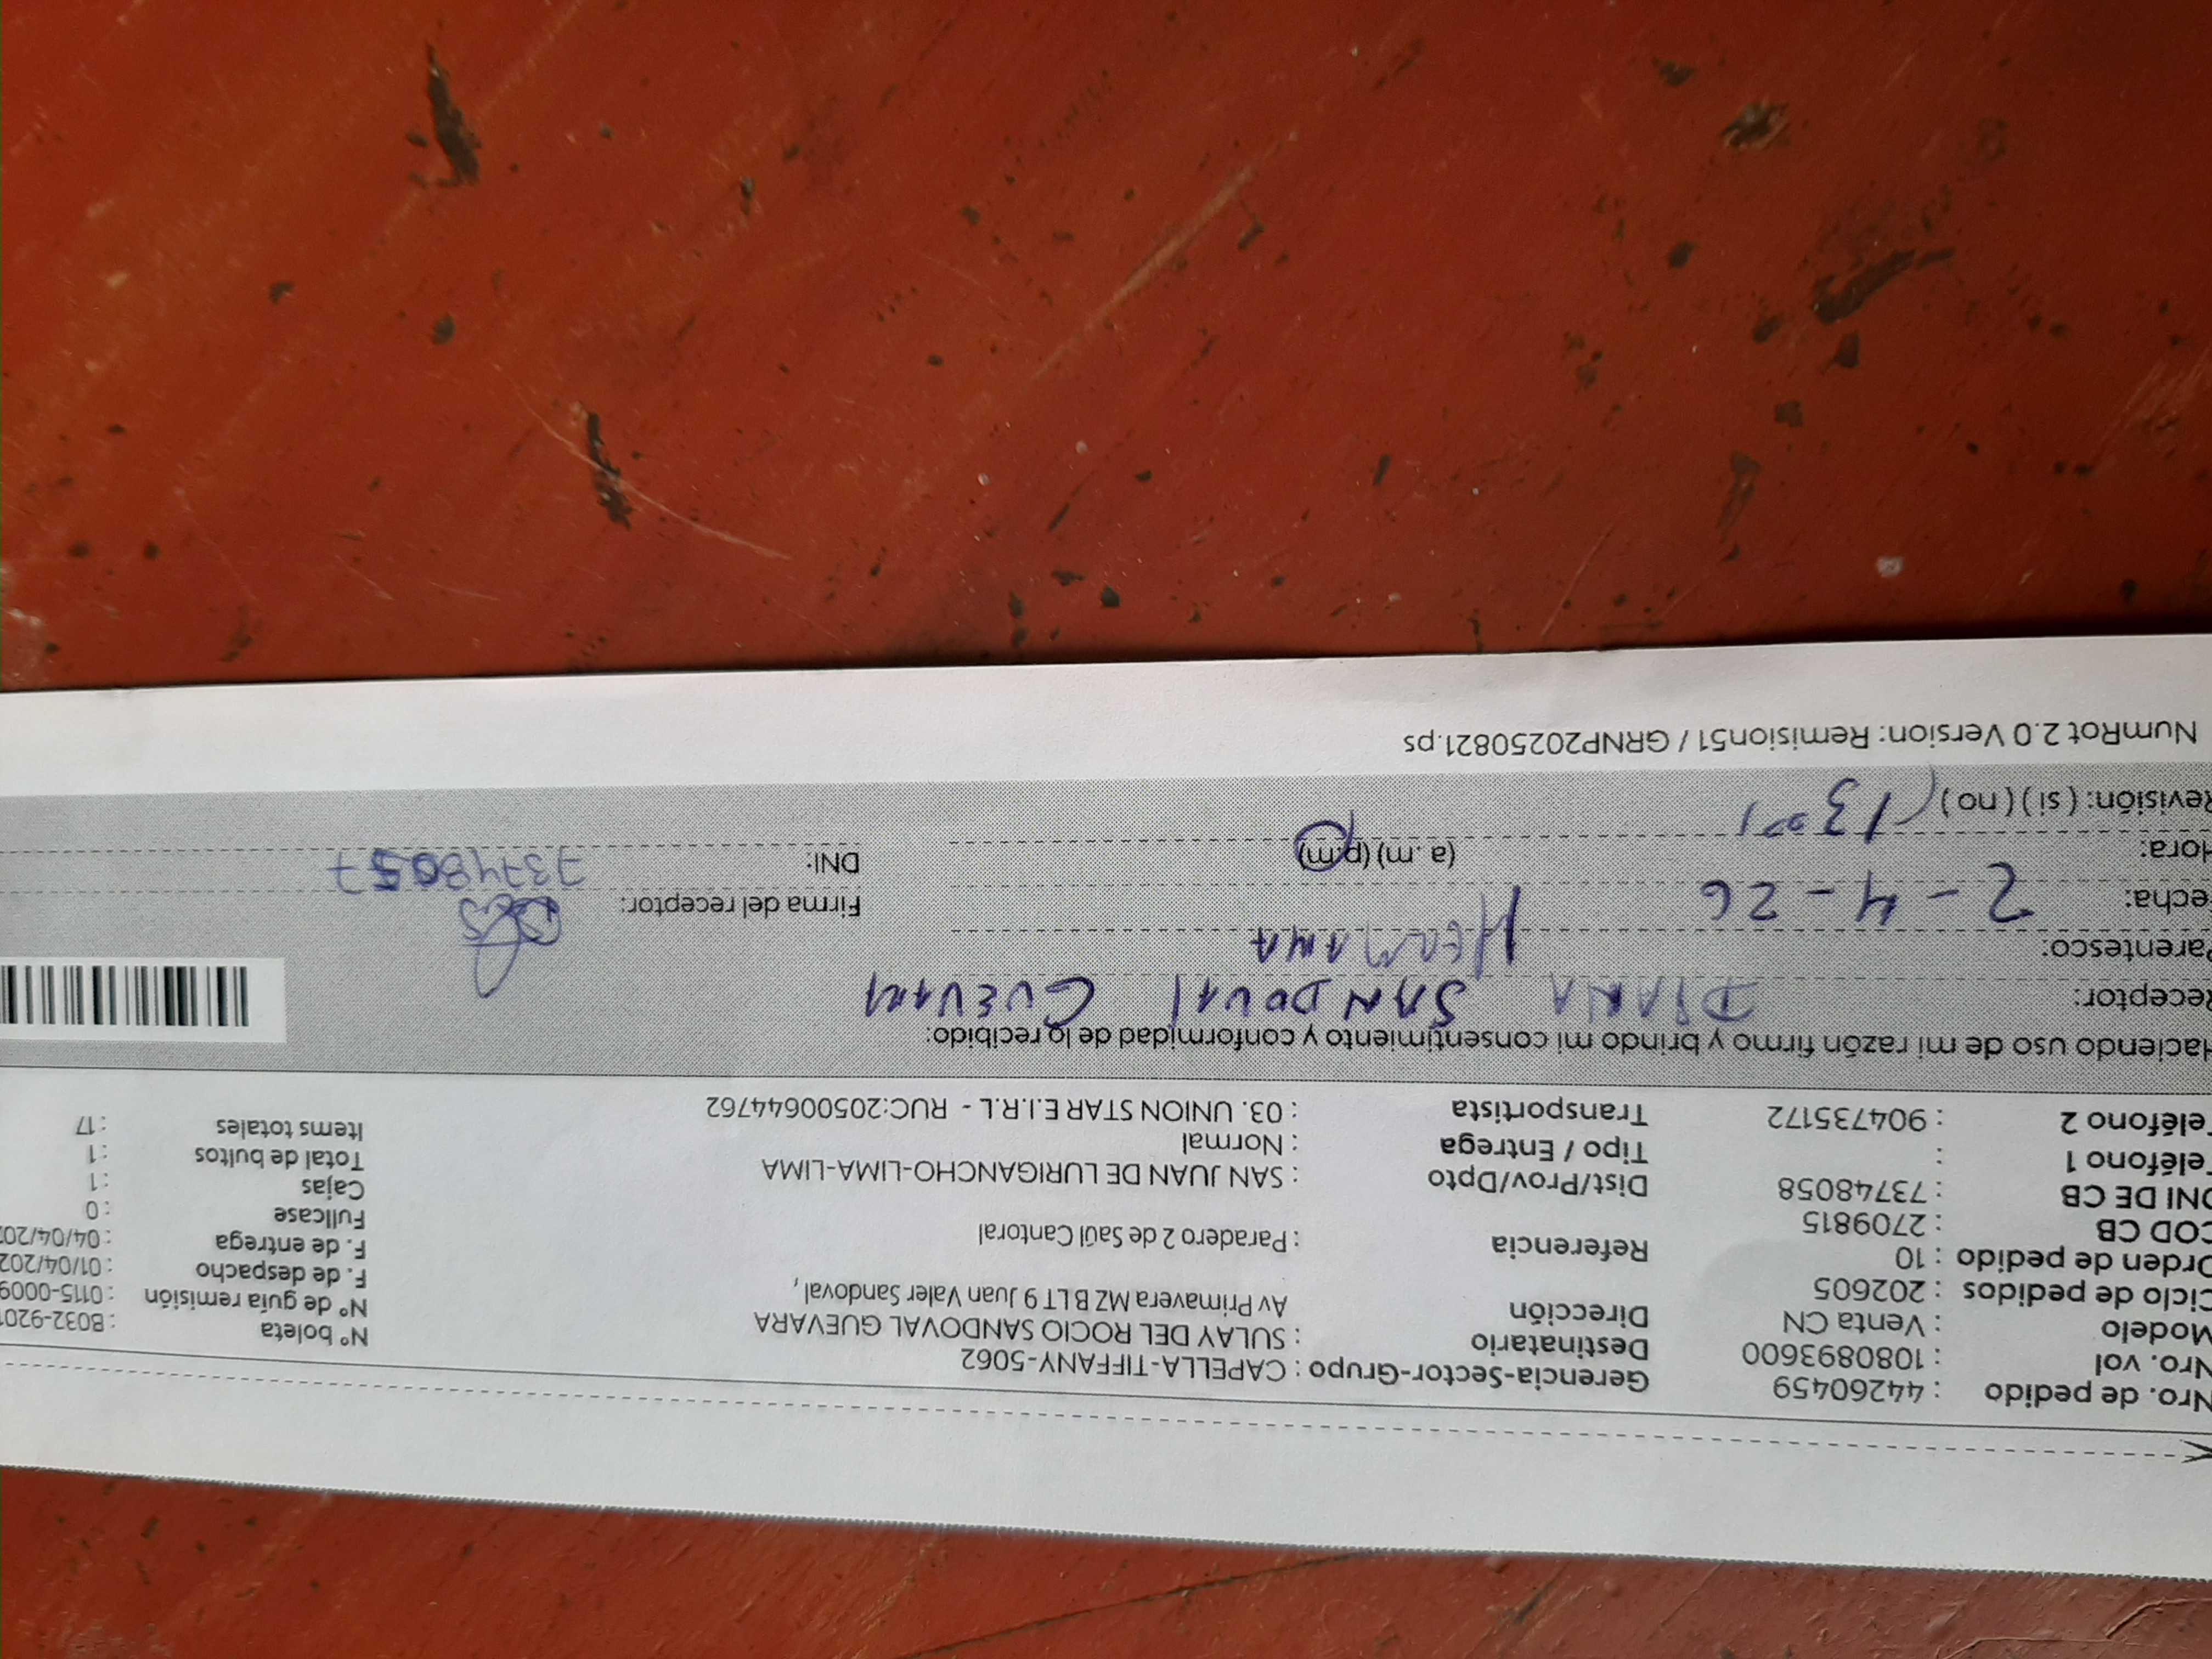 Nro. de pedido : 44260459 Gerencia-Sector-Grupo : CAPELLA-TIFFANY-5062
Nro. vol : 1080893600 Destinatario : SULAY DEL ROCIO SANDOVAL GUEVARA Nº boleta : B032-9201
Modelo : Venta CN Dirección Av Primavera MZ B LT 9 Juan Valer Sandoval, Nº de guía remisión : 0115-0009
Ciclo de pedidos : 202605 F. de despacho : 01/04/202
Orden de pedido : 10 Referencia : Paradero 2 de Saúl Cantoral F. de entrega : 04/04/202
COD CB : 2709815 Fullcase : 0
DNI DE CB : 73748058 Dist/Prov/Dpto : SAN JUAN DE LURIGANCHO-LIMA-LIMA Cajas : 1
Teléfono 1 : Tipo / Entrega : Normal Total de bultos : 1
Teléfono 2 : 904735172 Transportista : 03. UNION STAR E.I.R.L - RUC:20500644762 Items totales : 17
Haciendo uso de mi razón firmo y brindo mi consentimiento y conformidad de lo recibido:
Receptor: DIANA SANDOVAL GUEVARA
Parentesco: HERMANA
Fecha: 2 - 4 - 26 Firma del receptor:
Hora: (a.m) (p.m) DNI: 73748057
Revisión: ( si ) ( no )
NumRot 2.0 Version: Remision51 / GRNP20250821.ps